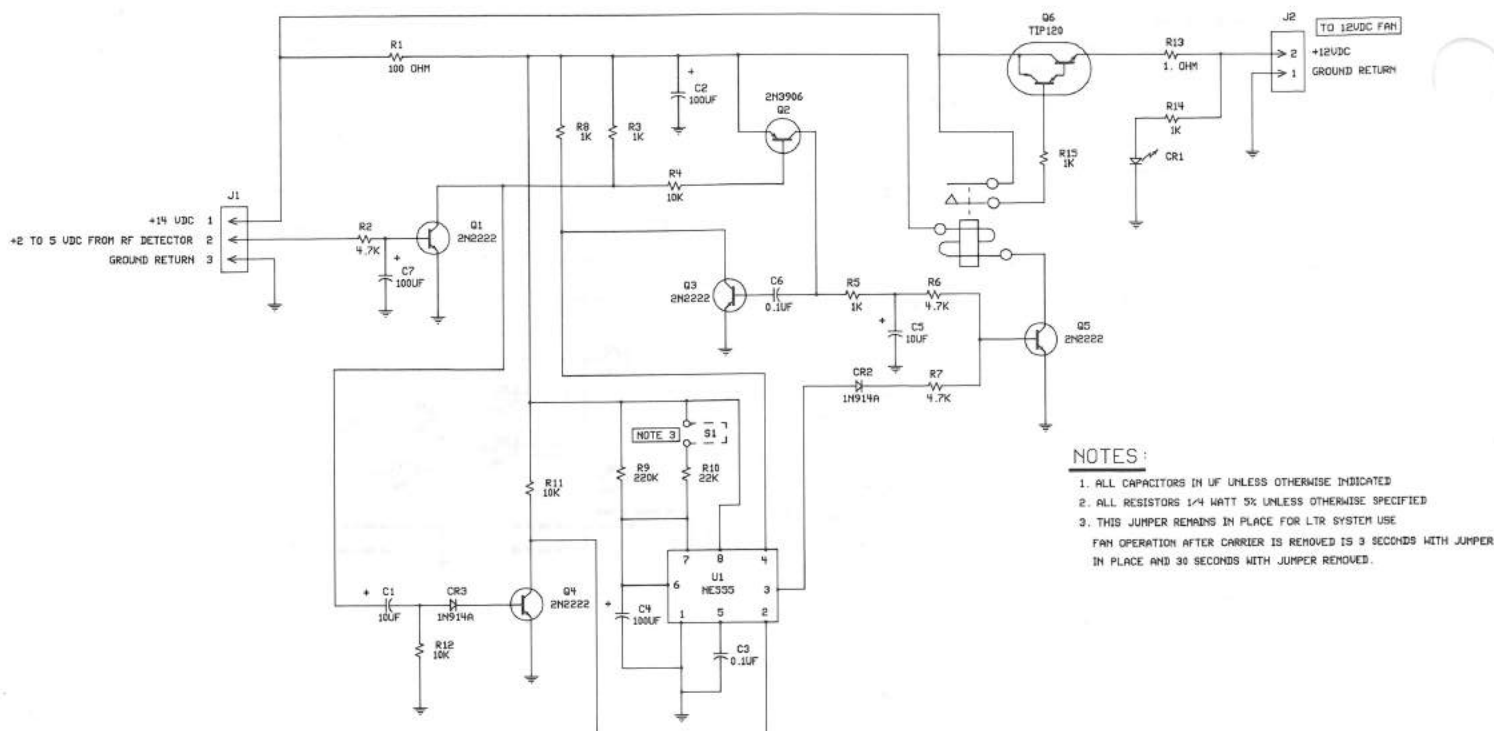 Q6
TIP120
J2
TO 12VDC FAN
R1
100 OHM
R13
1. OHM
2
+12VDC
1
GROUND RETURN
+
C2
100UF
2N3906
Q2
R14
1K
CR1
R8
1K
R3
1K
R15
1K
R4
10K
J1
+14 VDC 1
+2 TO 5 VDC FROM RF DETECTOR 2
GROUND RETURN 3
R2
4.7K
Q1
2N2222
+
C7
100UF
Q3
2N2222
C6
0.1UF
R5
1K
R6
4.7K
+
C5
10UF
Q5
2N2222
CR2
1N914A
R7
4.7K
NOTE 3
S1
R9
220K
R10
22K
R11
10K
7
8
4
U1
NE555
6
3
1
5
2
+
C1
10UF
CR3
1N914A
Q4
2N2222
+
C4
100UF
R12
10K
C3
0.1UF
NOTES:
1. ALL CAPACITORS IN UF UNLESS OTHERWISE INDICATED
2. ALL RESISTORS 1/4 WATT 5% UNLESS OTHERWISE SPECIFIED
3. THIS JUMPER REMAINS IN PLACE FOR LTR SYSTEM USE
FAN OPERATION AFTER CARRIER IS REMOVED IS 3 SECONDS WITH JUMPER
IN PLACE AND 30 SECONDS WITH JUMPER REMOVED.